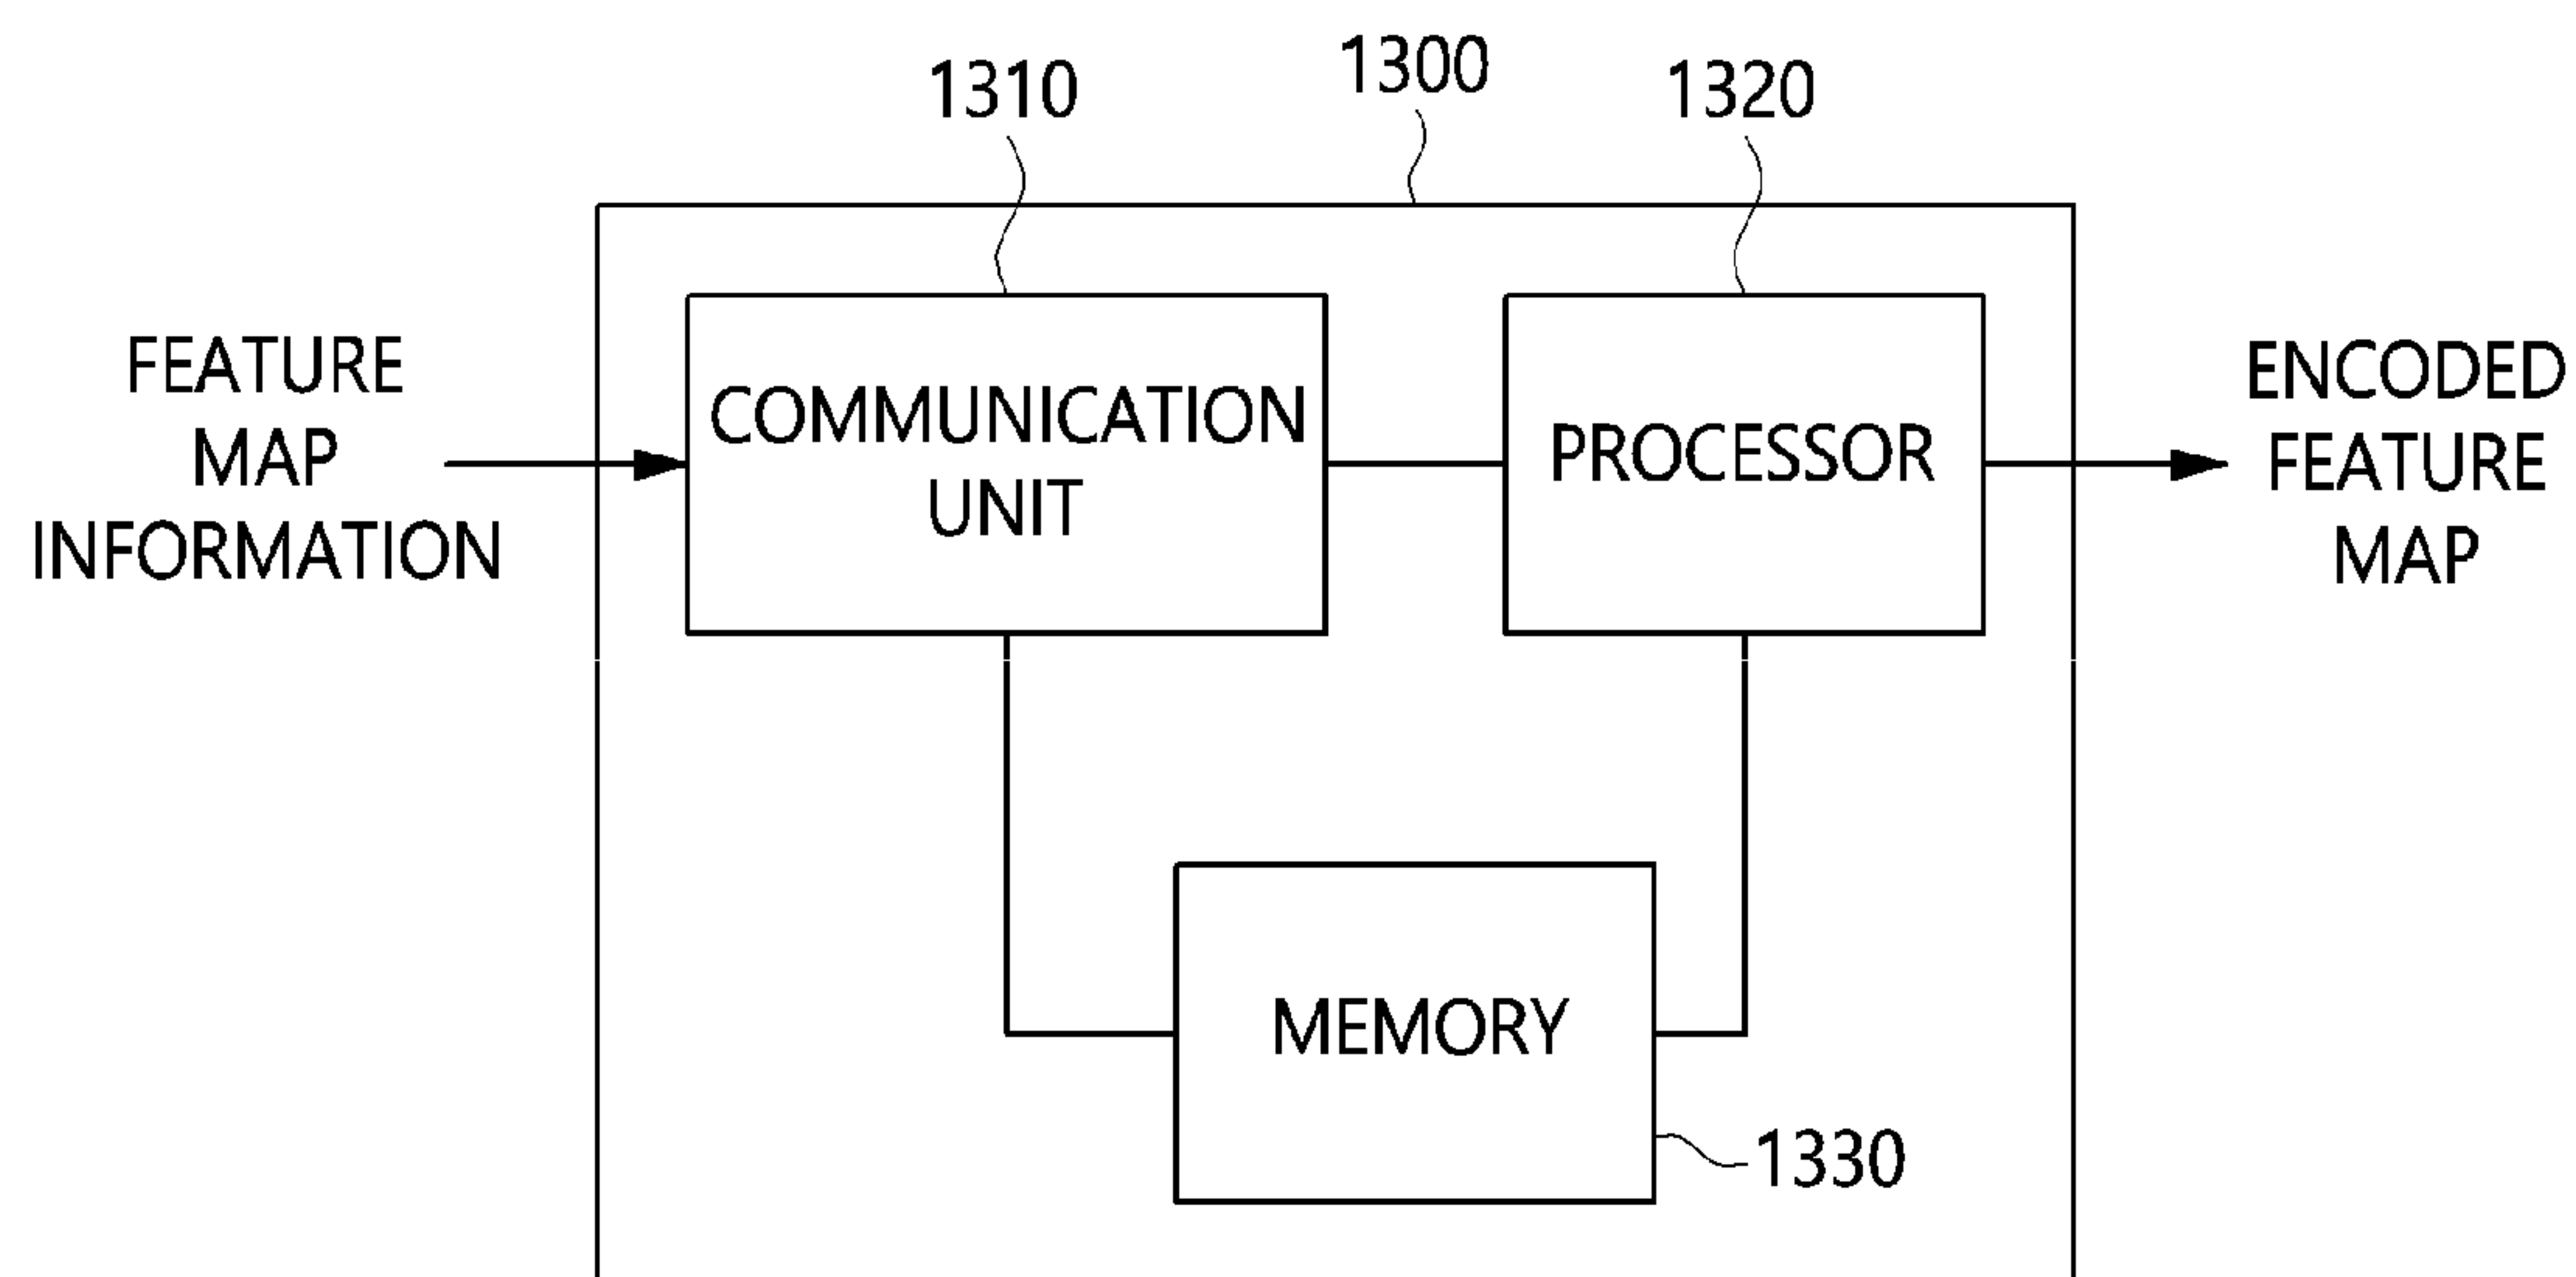 1300
1310
1320
FEATURE
MAP
INFORMATION
COMMUNICATION
UNIT
PROCESSOR
ENCODED
FEATURE
MAP
MEMORY
1330